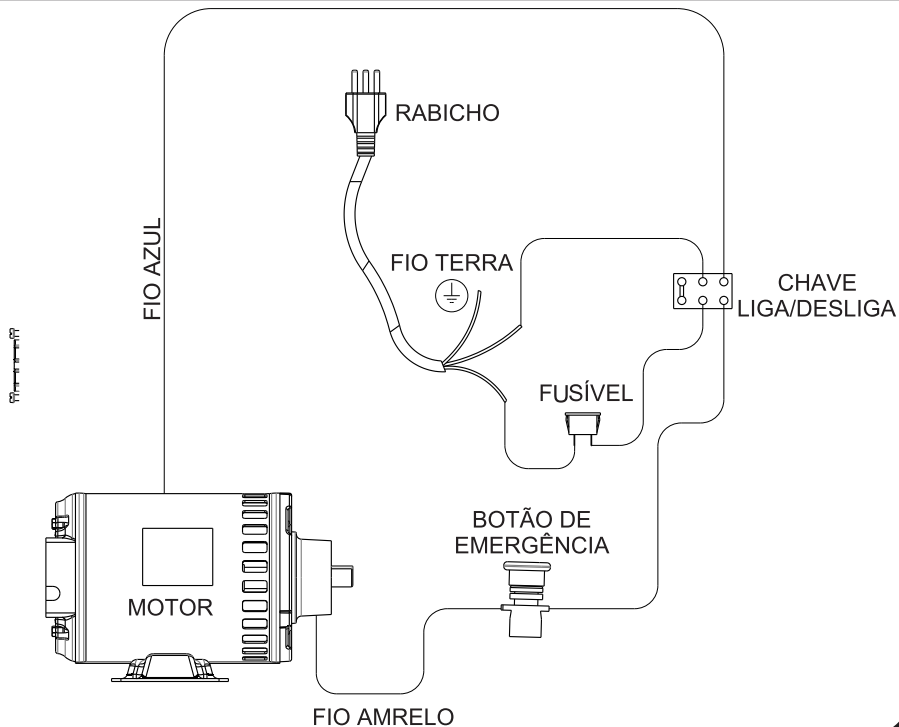 RABICHO
FIO AZUL
FIO TERRA
CHAVE
LIGA/DESLIGA
FUSÍVEL
BOTÃO DE
EMERGÊNCIA
MOTOR
FIO AMRELO